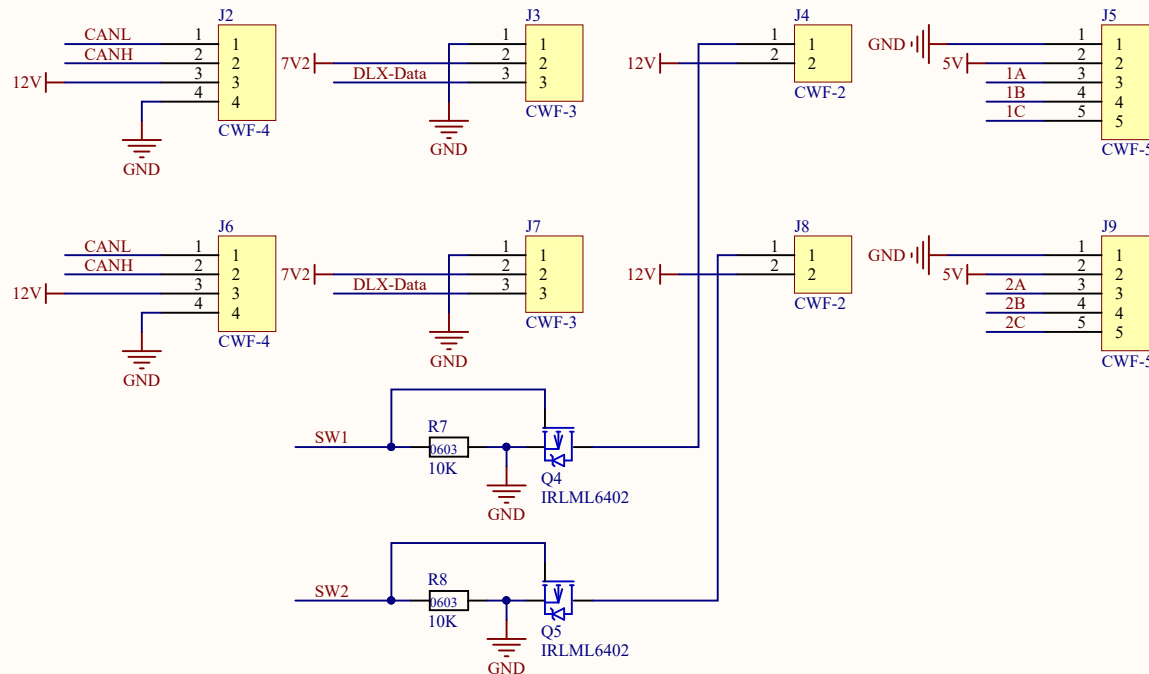 J2
CANL 1 1
CANH 2 2
12V 3 3
4 4
CWF-4
GND
J3
1 1
7V2 2 2
DLX-Data 3 3
CWF-3
GND
J4
1 1
12V 2 2
CWF-2
J5
GND 1 1
5V 2 2
1A 3 3
1B 4 4
1C 5 5
CWF-5
J6
CANL 1 1
CANH 2 2
12V 3 3
4 4
CWF-4
GND
J7
1 1
7V2 2 2
DLX-Data 3 3
CWF-3
GND
J8
1 1
12V 2 2
CWF-2
J9
GND 1 1
5V 2 2
2A 3 3
2B 4 4
2C 5 5
CWF-5
SW1
R7
0603
10K
GND
Q4
IRLML6402
SW2
R8
0603
10K
GND
Q5
IRLML6402